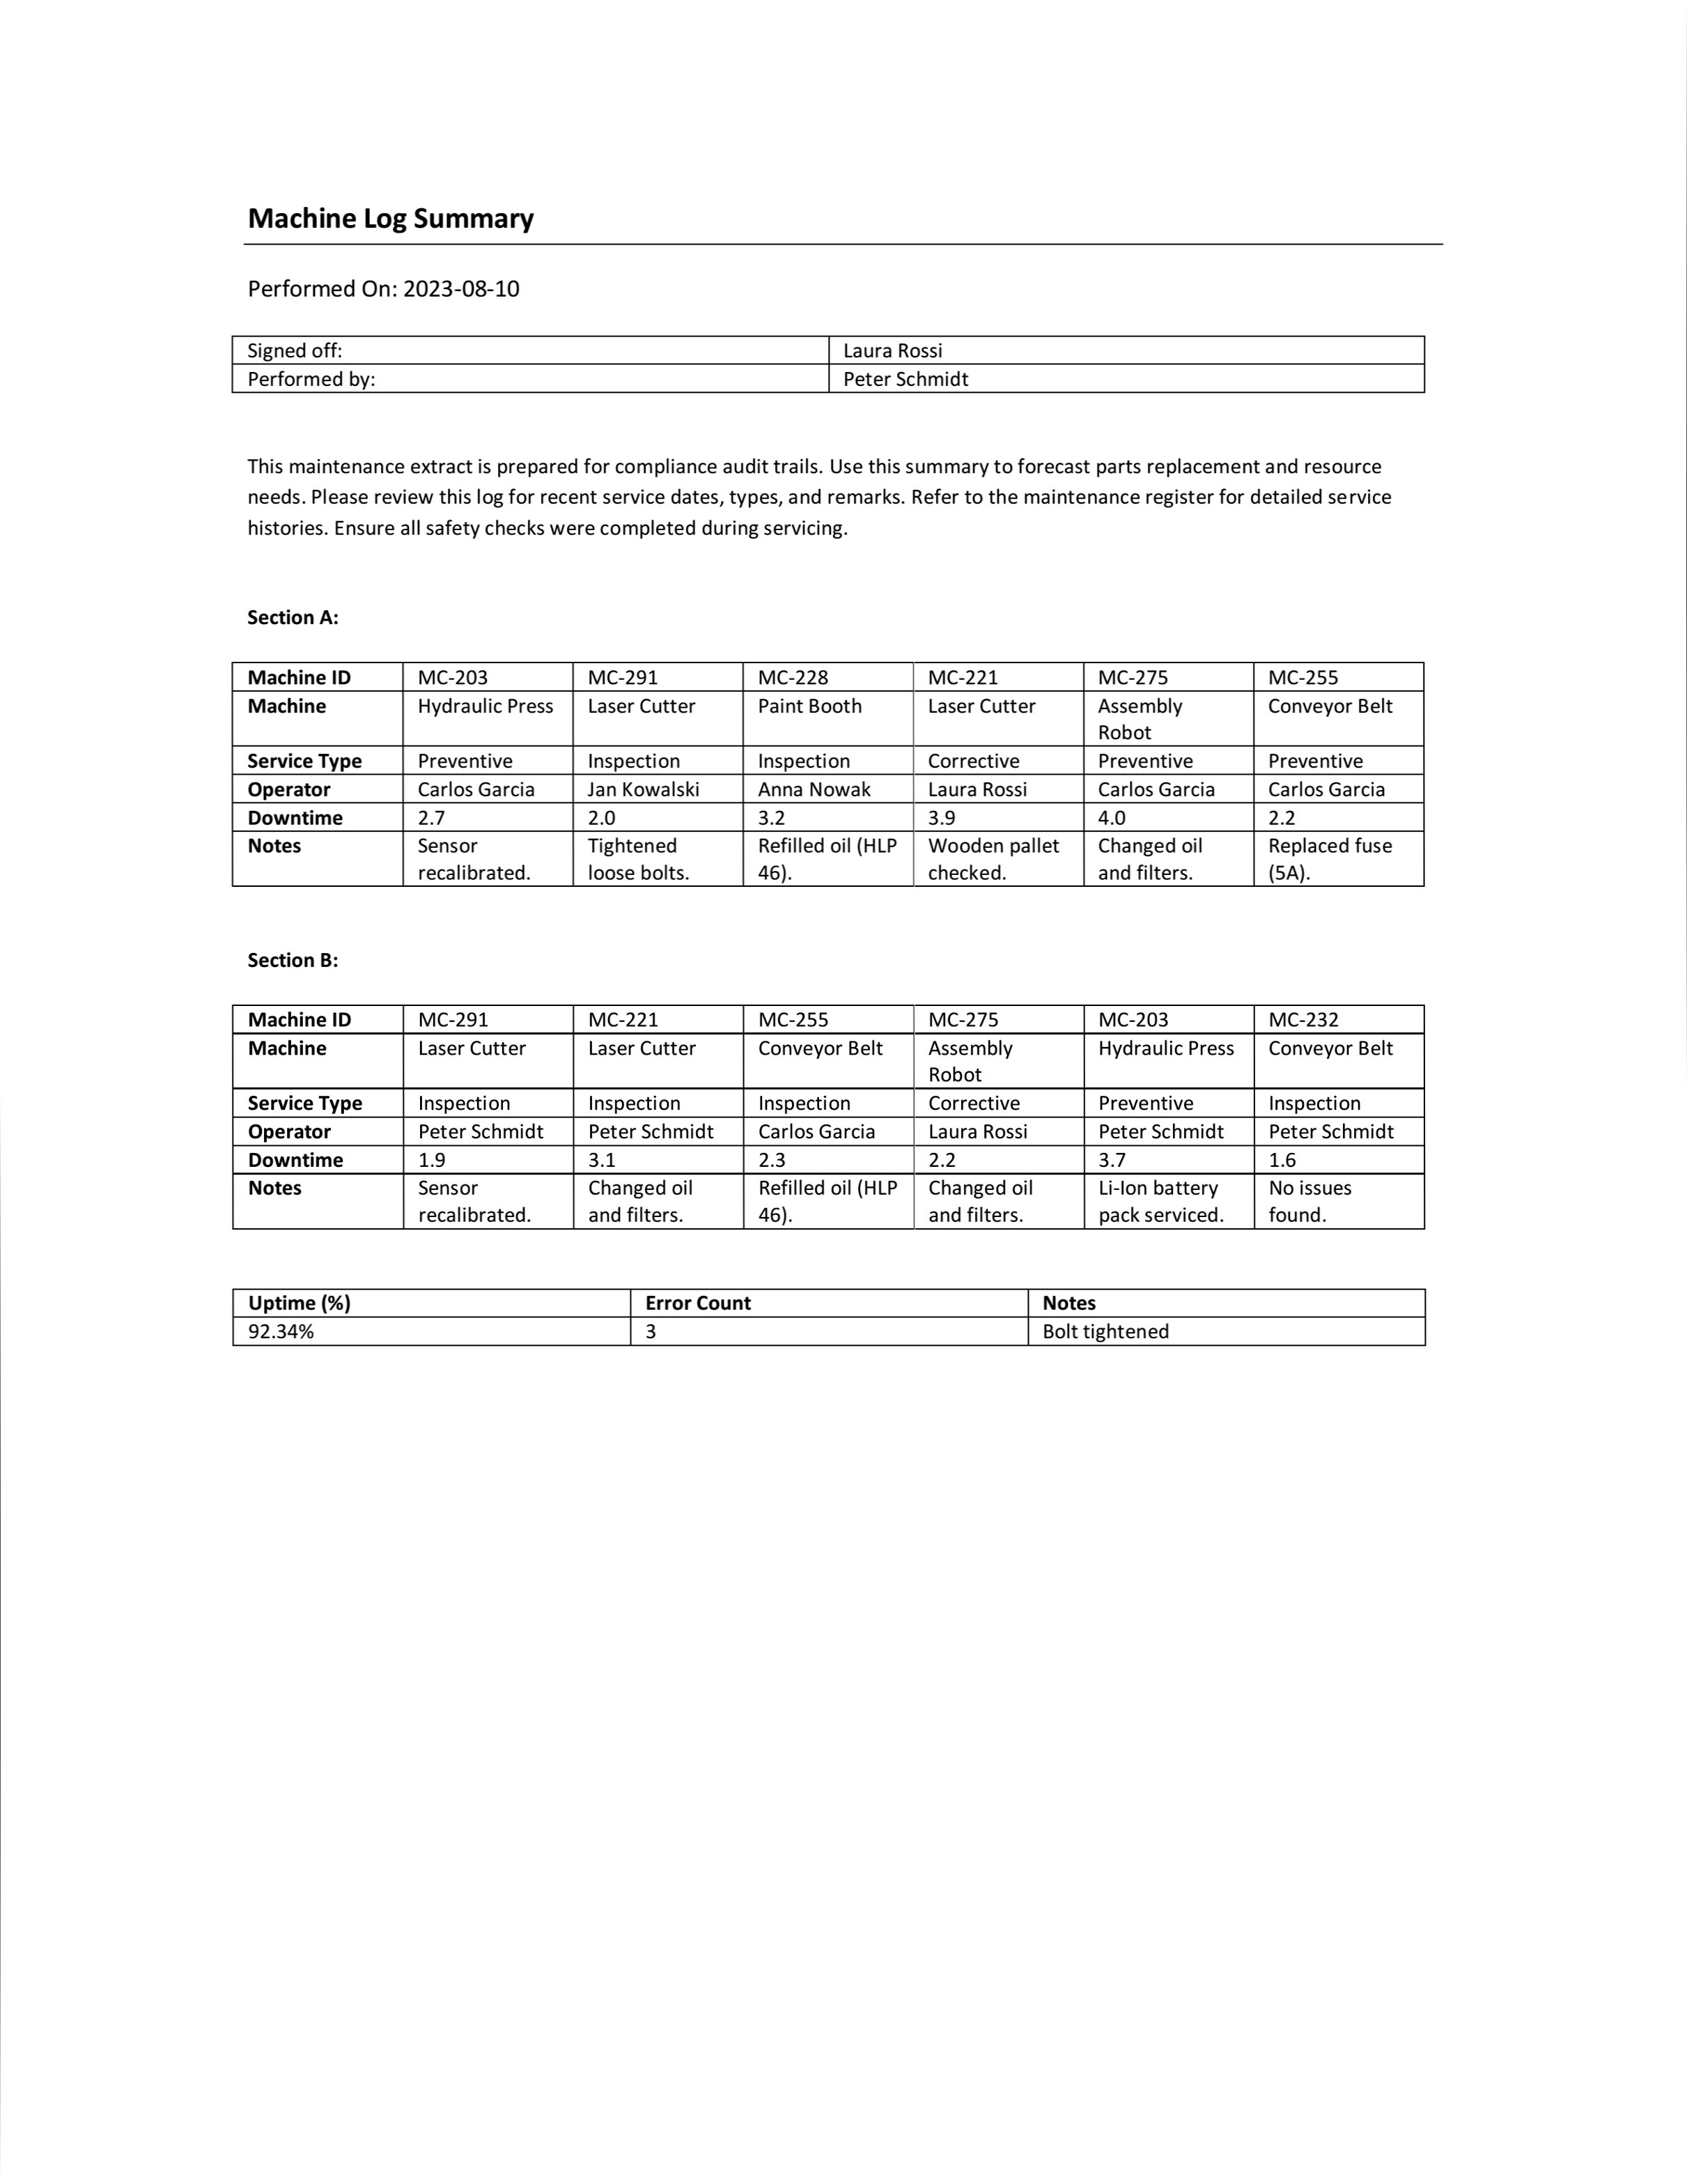 Machine Log Summary
Performed On: 2023-08-10
Signed off: Laura Rossi
Performed by: Peter Schmidt
This maintenance extract is prepared for compliance audit trails. Use this summary to forecast parts replacement and resource
needs. Please review this log for recent service dates, types, and remarks. Refer to the maintenance register for detailed service
histories. Ensure all safety checks were completed during servicing.
Section A:
Machine ID MC-203 MC-291 MC-228 MC-221 MC-275 MC-255
Machine Hydraulic Press Laser Cutter Paint Booth Laser Cutter Assembly Conveyor Belt
Robot
Service Type Preventive Inspection Inspection Corrective Preventive Preventive
Operator Carlos Garcia Jan Kowalski Anna Nowak Laura Rossi Carlos Garcia Carlos Garcia
Downtime 2.7 2.0 3.2 3.9 4.0 2.2
Notes Sensor Tightened Refilled oil (HLP Wooden pallet Changed oil Replaced fuse
recalibrated. loose bolts. 46). checked. and filters. (5A).
Section B:
Machine ID MC-291 MC-221 MC-255 MC-275 MC-203 MC-232
Machine Laser Cutter Laser Cutter Conveyor Belt Assembly Hydraulic Press Conveyor Belt
Robot
Service Type Inspection Inspection Inspection Corrective Preventive Inspection
Operator Peter Schmidt Peter Schmidt Carlos Garcia Laura Rossi Peter Schmidt Peter Schmidt
Downtime 1.9 3.1 2.3 2.2 3.7 1.6
Notes Sensor Changed oil Refilled oil (HLP Changed oil Li-Ion battery No issues
recalibrated. and filters. 46). and filters. pack serviced. found.
Uptime (%) Error Count Notes
92.34% 3 Bolt tightened